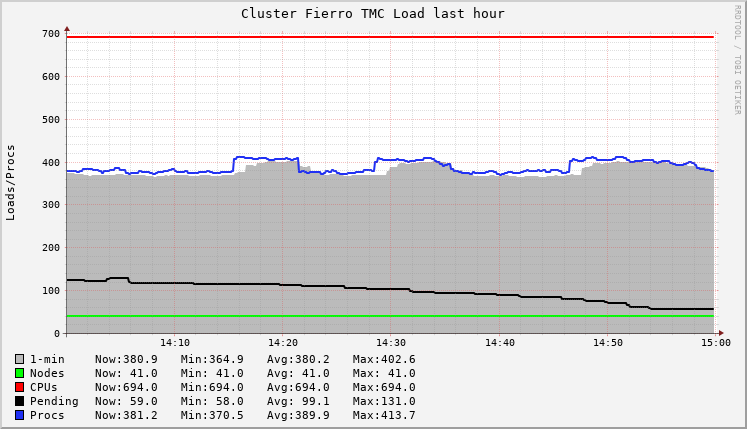 Cluster Fierro TMC Load last hour
RRDTOOL / TOBI OETIKER
Loads/Procs
700
600
500
400
300
200
100
0
14:10 14:20 14:30 14:40 14:50 15:00
1-min Now:380.9 Min:364.9 Avg:380.2 Max:402.6
Nodes Now: 41.0 Min: 41.0 Avg: 41.0 Max: 41.0
CPUs Now:694.0 Min:694.0 Avg:694.0 Max:694.0
Pending Now: 59.0 Min: 58.0 Avg: 99.1 Max:131.0
Procs Now:381.2 Min:370.5 Avg:389.9 Max:413.7